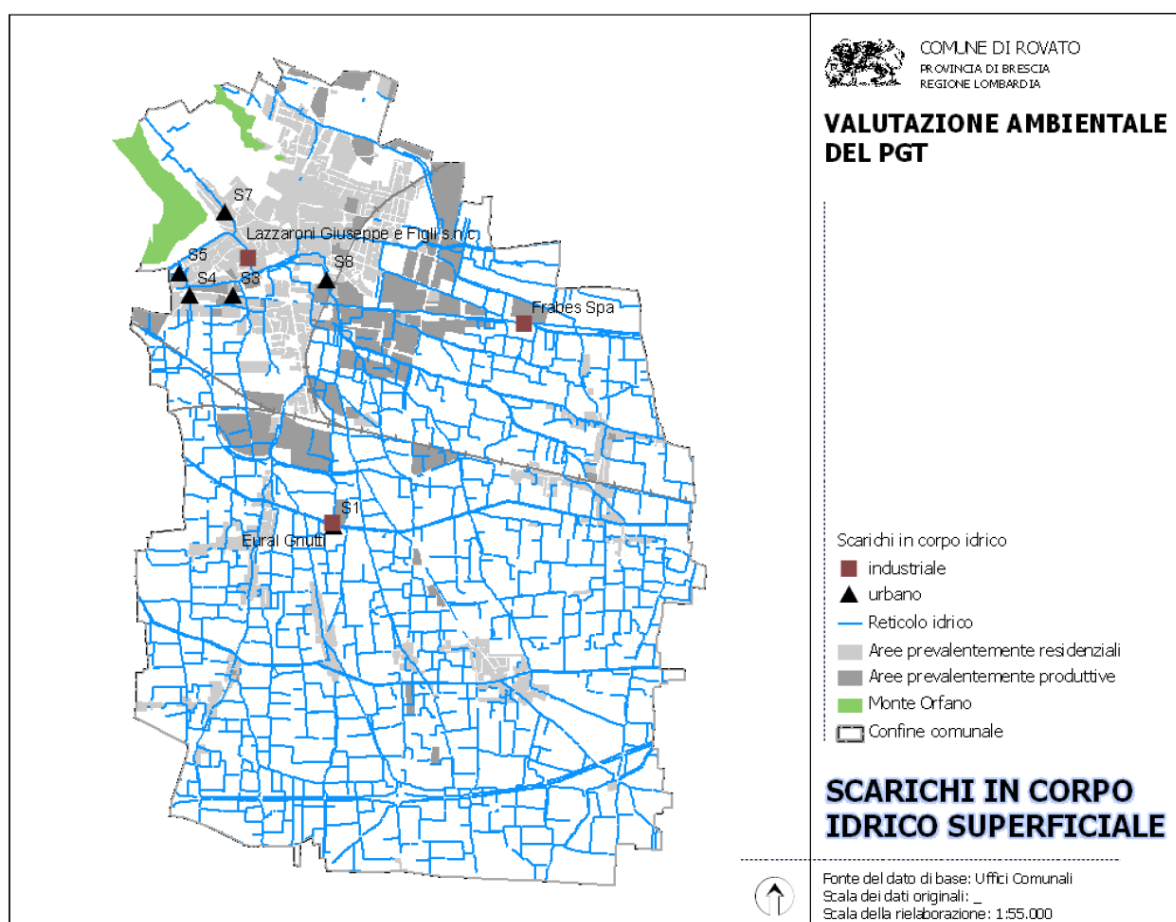 COMUNE DI ROVATO
PROVINCIA DI BRESCIA
REGIONE LOMBARDIA
VALUTAZIONE AMBIENTALE
DEL PGT
S7
Lazzaroni Giuseppe e Figli s.n.c.
S5
S4
S3
S8
Frabes Spa
S1
Eural Gnutti
Scarichi in corpo idrico
industriale
urbano
Reticolo idrico
Aree prevalentemente residenziali
Aree prevalentemente produttive
Monte Orfano
Confine comunale
SCARICHI IN CORPO
IDRICO SUPERFICIALE
Fonte del dato di base: Uffici Comunali
Scala dei dati originali: _
Scala della rielaborazione: 1:55.000